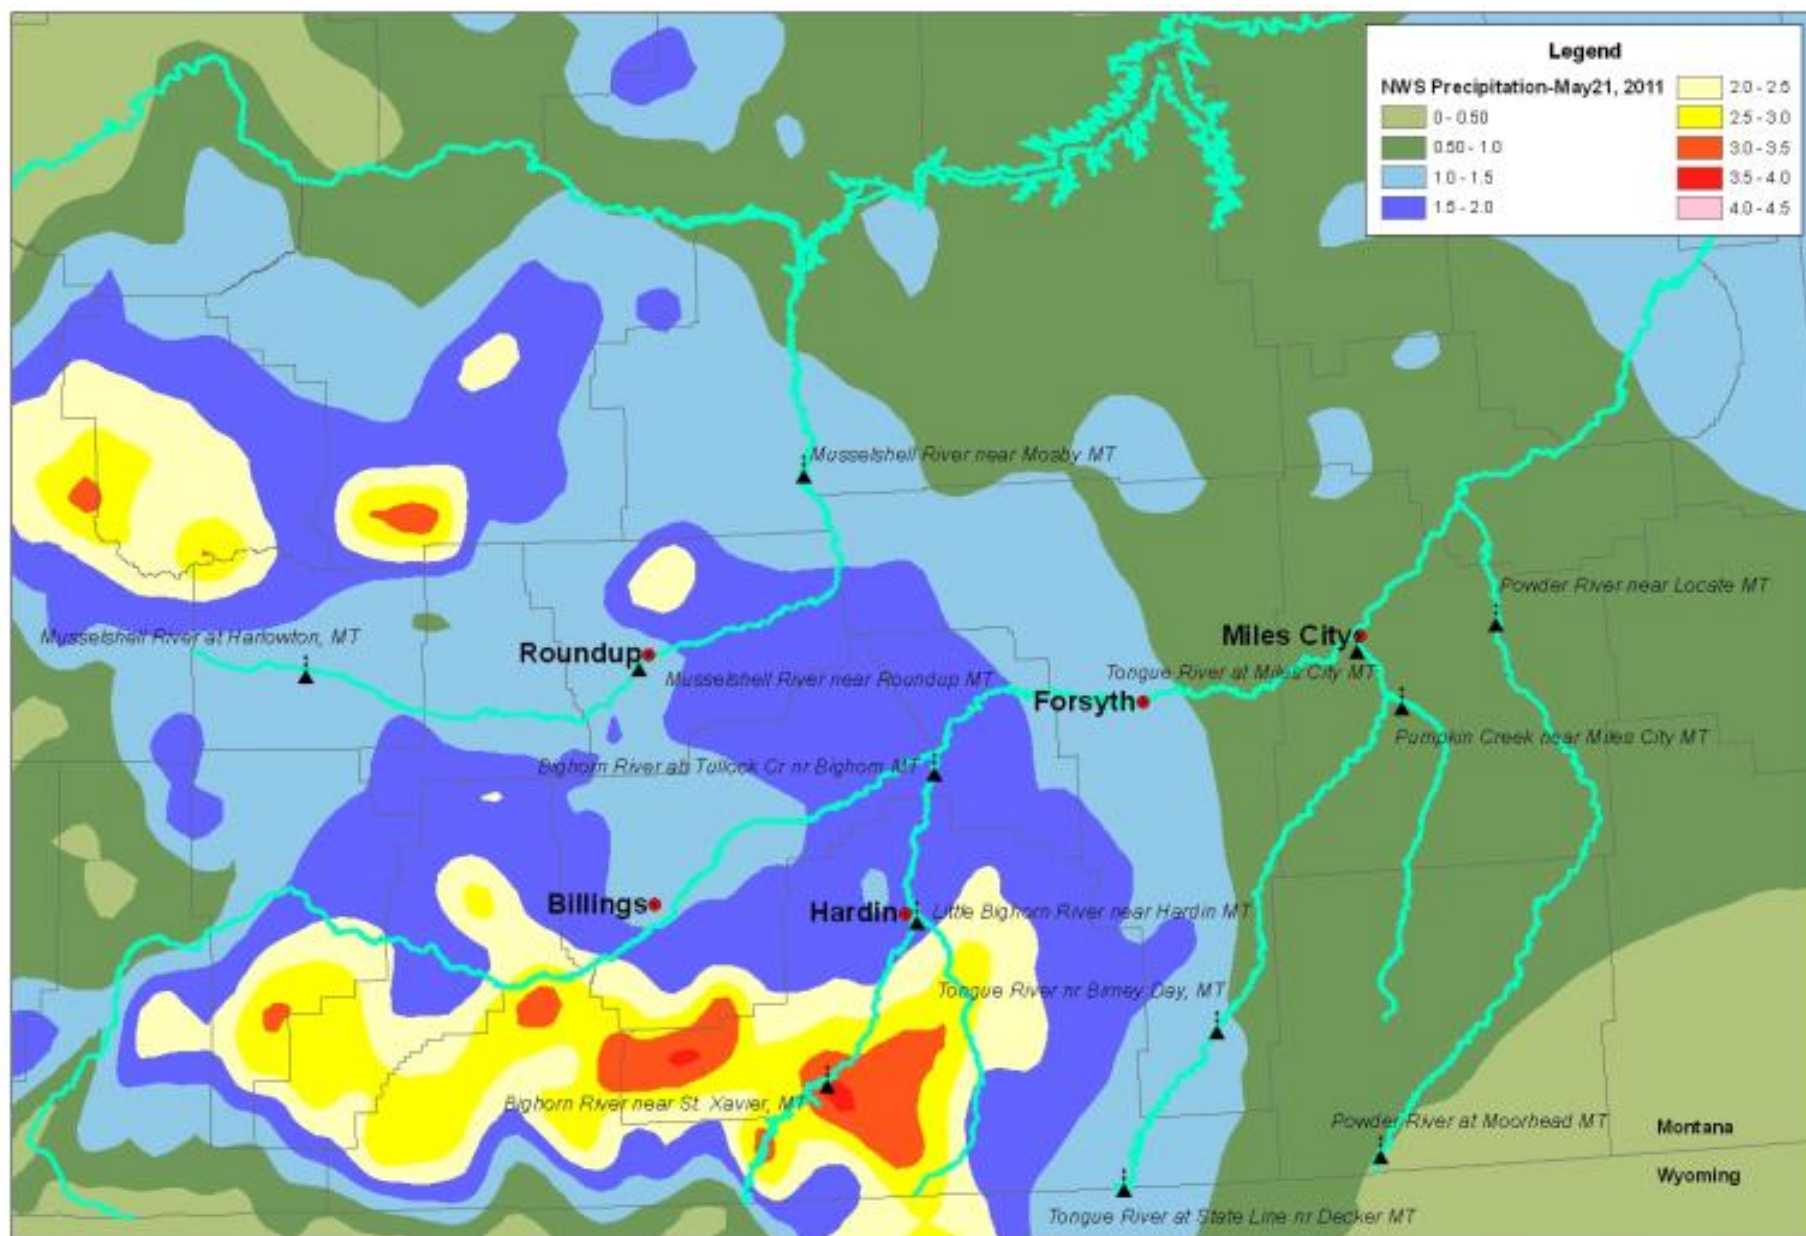 Legend
NWS Precipitation-May21, 2011
0 - 0.50
0.50 - 1.0
1.0 - 1.5
1.5 - 2.0
2.0 - 2.5
2.5 - 3.0
3.0 - 3.5
3.5 - 4.0
4.0 - 4.5
Musselshell River near Mosby MT
Powder River near Locate MT
Musselshell River at Harlowton, MT
Roundup
Miles City
Musselshell River near Roundup MT
Tongue River at Miles City MT
Forsyth
Pumpkin Creek near Miles City MT
Bighorn River ab Tullock Cr nr Bighorn MT
Billings
Hardin
Little Bighorn River near Hardin MT
Tongue River nr Birney Day, MT
Bighorn River near St. Xavier, MT
Powder River at Moorhead MT
Montana
Wyoming
Tongue River at State Line nr Decker MT